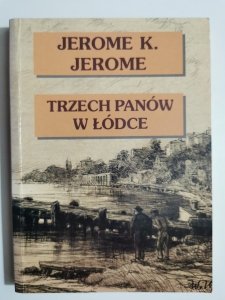 JEROME K.
JEROME
TRZECH PANÓW
W ŁÓDCE